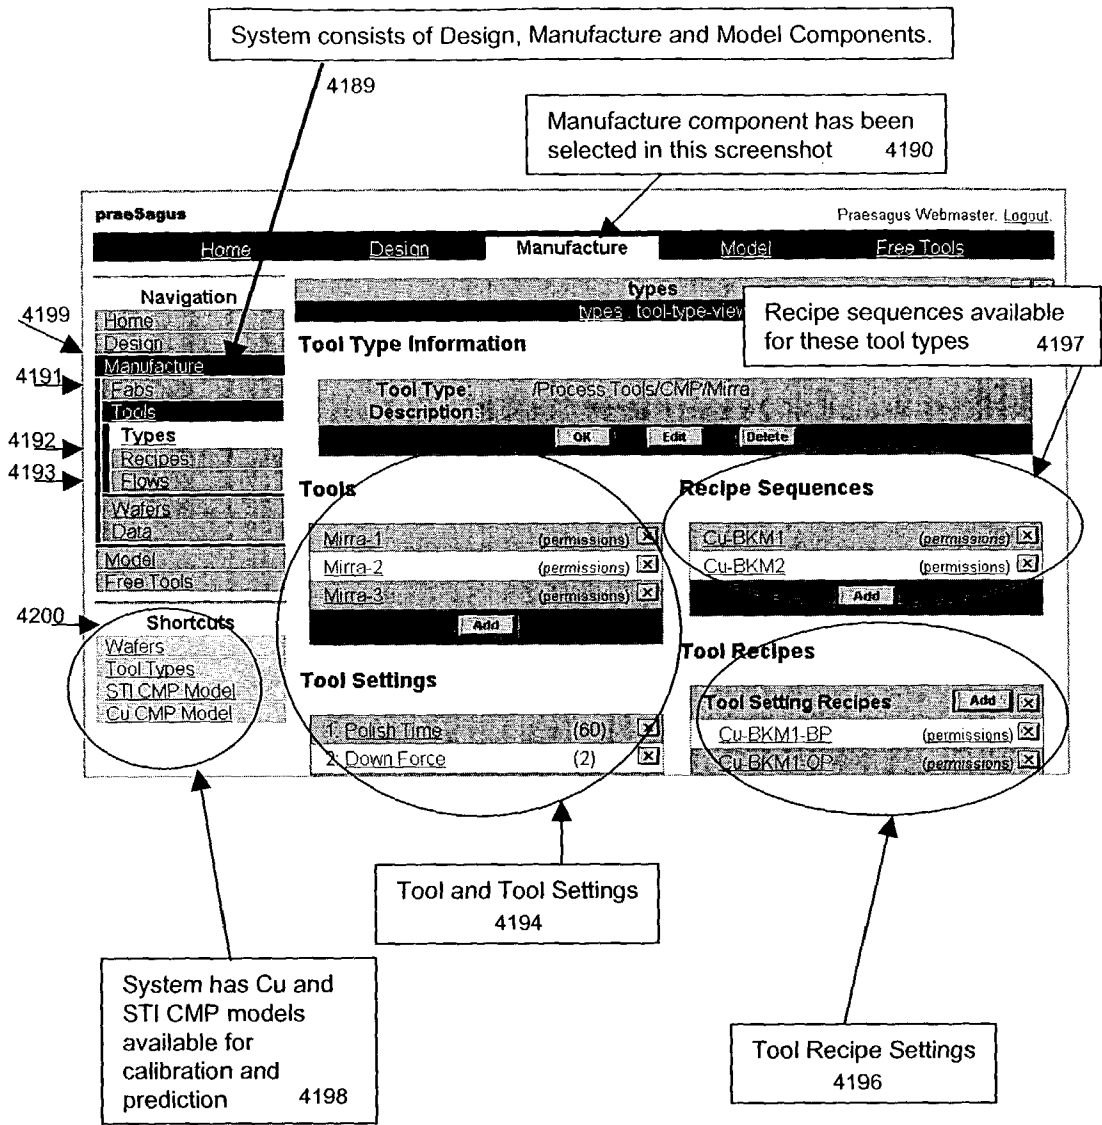 System consists of Design, Manufacture and Model Components.
4189
Manufacture component has been
selected in this screenshot 4190
praeSagus
Praesagus Webmaster. Logout.
Home Design Manufacture Model Free Tools
Navigation
4199
Home
Design
Manufacture
4191
Fabs
Tools
Types
4192
Recipes
4193
Flows
Wafers
Data
Model
Free Tools
4200
Shortcuts
Wafers
Tool Types
STI CMP Model
Cu CMP Model
types
types . tool-type-view
Recipe sequences available
for these tool types 4197
Tool Type Information
Tool Type: /Process Tools/CMP/Mirra
Description:
OK Edit Delete
Tools
Mirra-1 (permissions) X
Mirra-2 (permissions) X
Mirra-3 (permissions) X
Add
Tool Settings
1: Polish Time (60) X
2: Down Force (2) X
Recipe Sequences
Cu-BKM1 (permissions) X
Cu-BKM2 (permissions) X
Add
Tool Recipes
Tool Setting Recipes Add X
Cu-BKM1-BP (permissions) X
Cu-BKM1-OP (permissions) X
Tool and Tool Settings
4194
System has Cu and
STI CMP models
available for
calibration and
prediction 4198
Tool Recipe Settings
4196